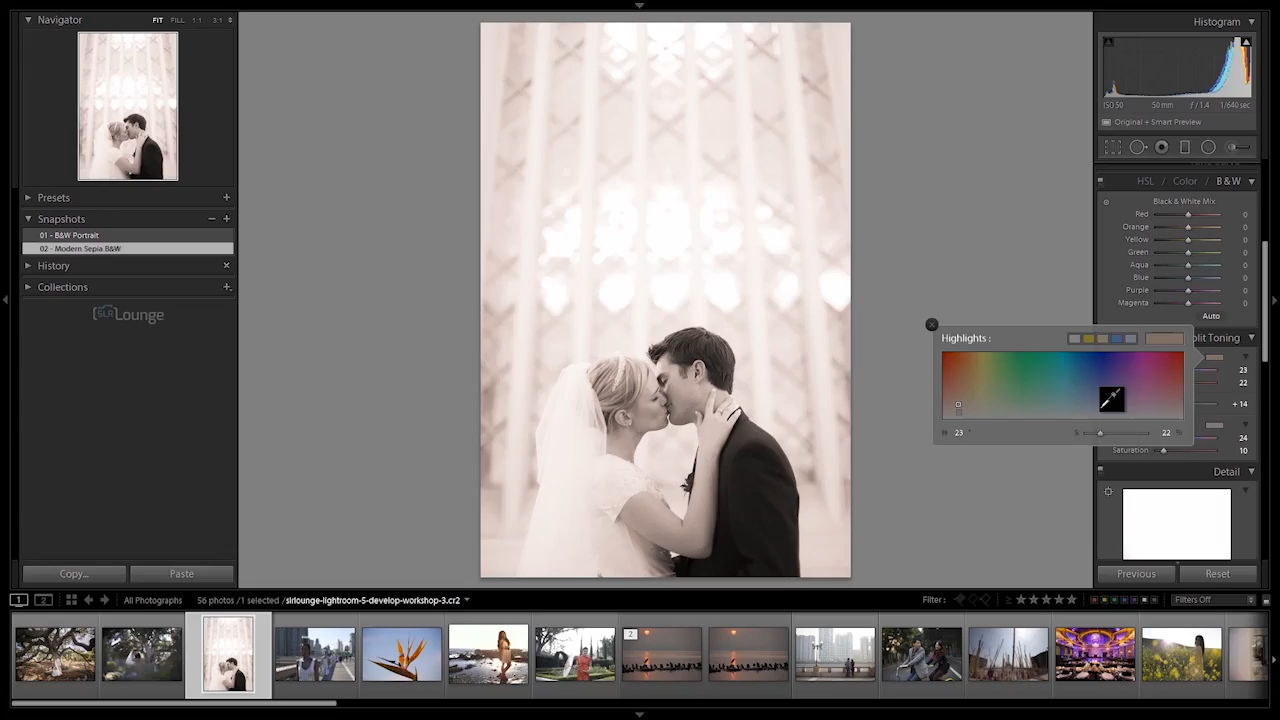 Navigator FIT FILL 1:1 3:1
Presets
Snapshots
01 - B&W Portrait
02 - Modern Sepia B&W
History
Collections
SLR Lounge
Copy... Paste
Histogram
ISO 50 50 mm ƒ / 1.4 1/640 sec
Original + Smart Preview
HSL / Color / B&W
Black & White Mix
Red 0
Orange 0
Yellow 0
Green 0
Aqua 0
Blue 0
Purple 0
Magenta 0
Auto
Highlights :
23 22
lit Toning
23
22
+ 14
24
Saturation 10
Detail
Previous Reset
1 2 All Photographs 56 photos / 1 selected / slrlounge-lightroom-5-develop-workshop-3.cr2 Filter : Filters Off
2